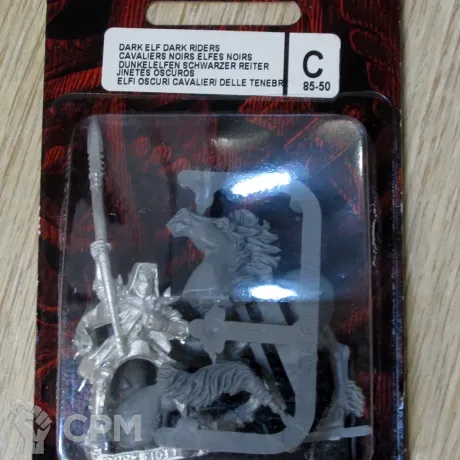 DARK ELF DARK RIDERS
CAVALIERS NOIRS ELFES NOIRS
DUNKELELFEN SCHWARZER REITER
JINETES OSCUROS
ELFI OSCURI CAVALIERI DELLE TENEBR
C
85-50
CPM